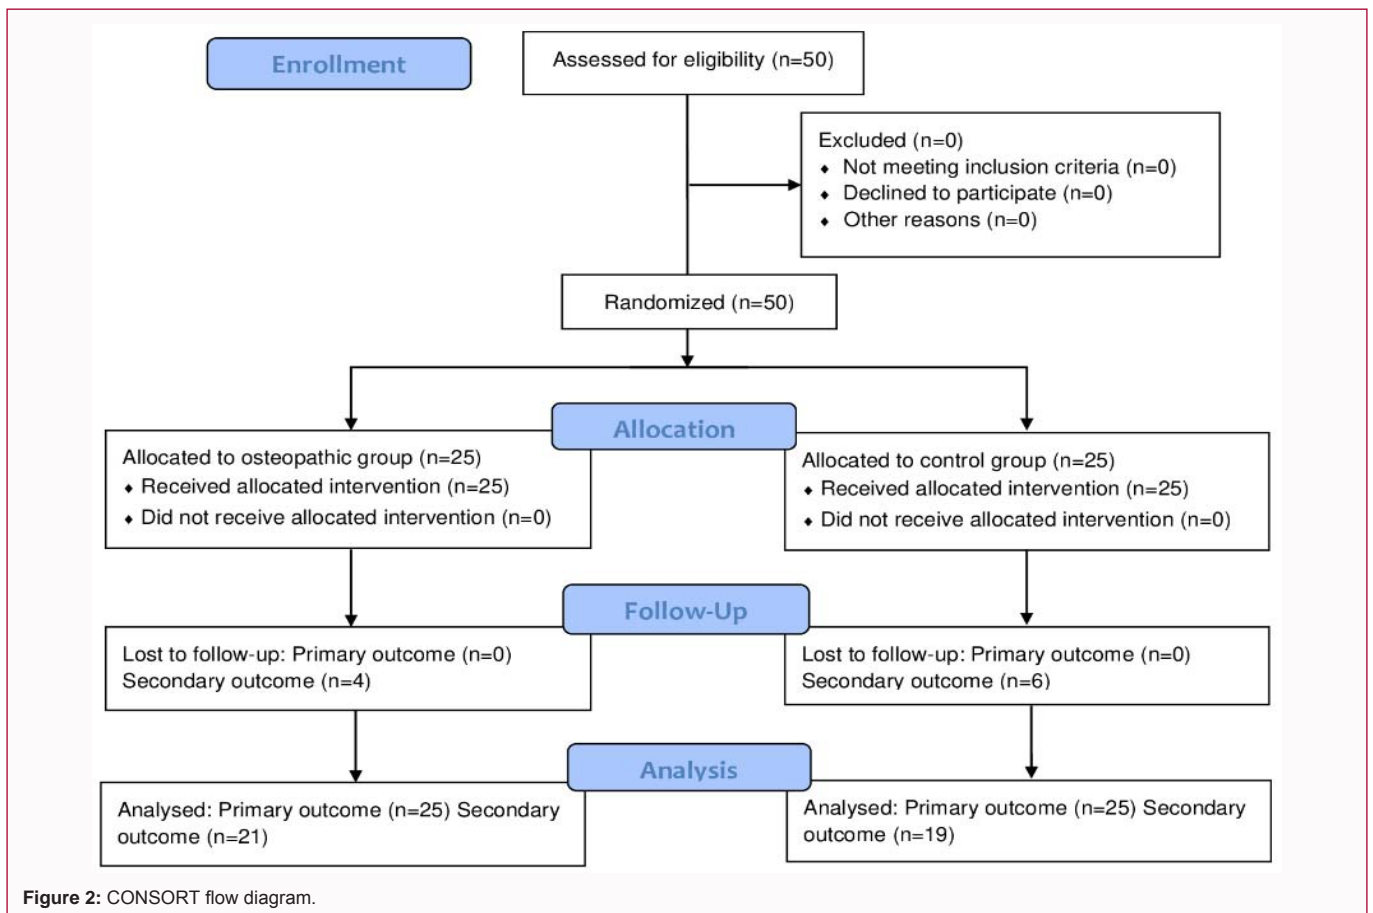 Enrollment
Assessed for eligibility (n=50)
Excluded (n=0)
♦ Not meeting inclusion criteria (n=0)
♦ Declined to participate (n=0)
♦ Other reasons (n=0)
Randomized (n=50)
Allocation
Allocated to osteopathic group (n=25)
♦ Received allocated intervention (n=25)
♦ Did not receive allocated intervention (n=0)
Allocated to control group (n=25)
♦ Received allocated intervention (n=25)
♦ Did not receive allocated intervention (n=0)
Follow-Up
Lost to follow-up: Primary outcome (n=0)
Secondary outcome (n=4)
Lost to follow-up: Primary outcome (n=0)
Secondary outcome (n=6)
Analysis
Analysed: Primary outcome (n=25) Secondary
outcome (n=21)
Analysed: Primary outcome (n=25) Secondary
outcome (n=19)
Figure 2: CONSORT flow diagram.